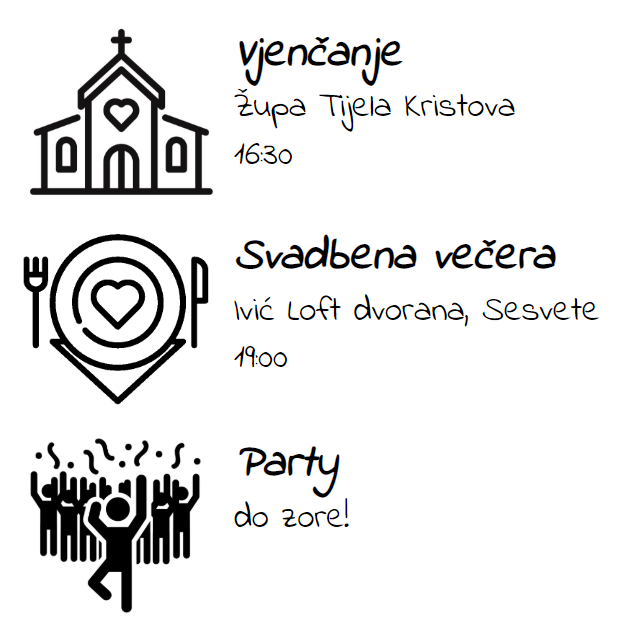 Vjenčanje
Župa Tijela Kristova
16:30
Svadbena večera
Ivić Loft dvorana, Sesvete
19:00
Party
do zore!